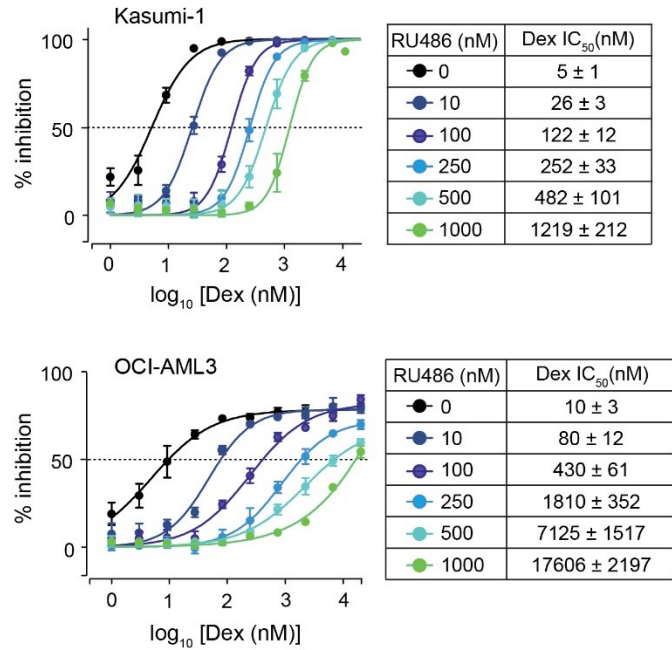 Kasumi-1
100
50
0
% inhibition
0 1 2 3 4
log10 [Dex (nM)]
RU486 (nM) Dex IC50(nM)
0 5 ± 1
10 26 ± 3
100 122 ± 12
250 252 ± 33
500 482 ± 101
1000 1219 ± 212
OCI-AML3
100
50
0
% inhibition
0 1 2 3 4
log10 [Dex (nM)]
RU486 (nM) Dex IC50(nM)
0 10 ± 3
10 80 ± 12
100 430 ± 61
250 1810 ± 352
500 7125 ± 1517
1000 17606 ± 2197